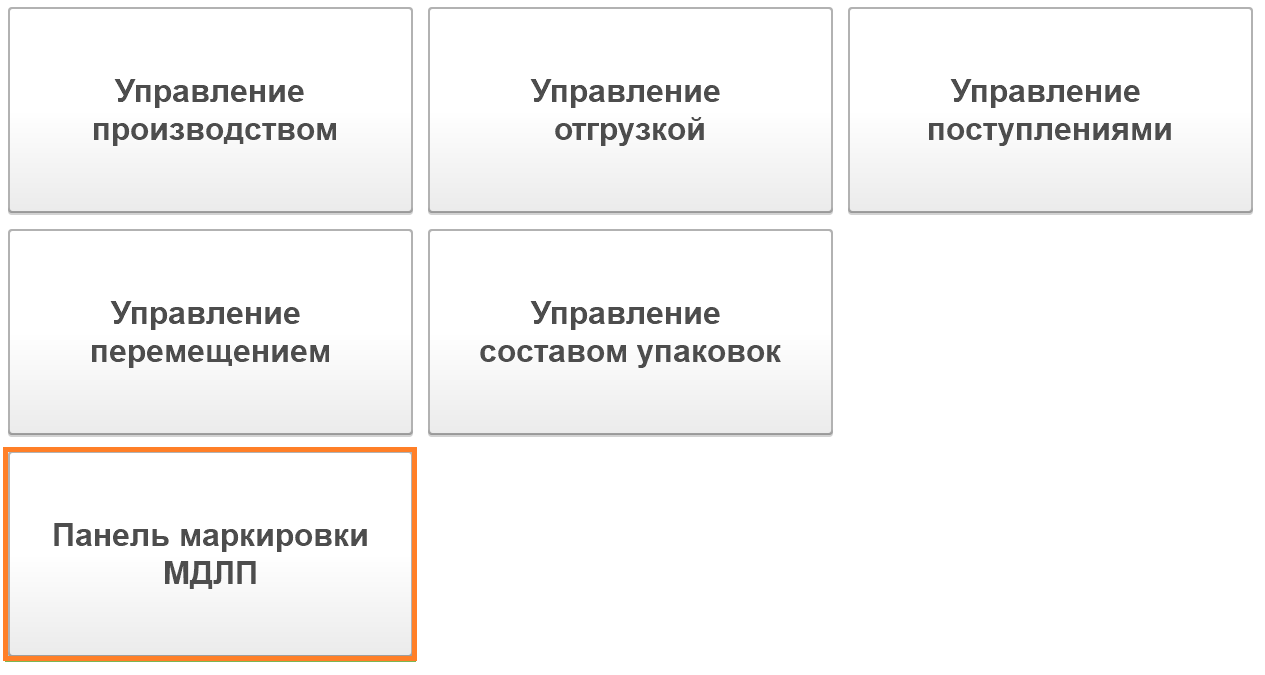 Управление
производством
Управление
отгрузкой
Управление
поступлениями
Управление
перемещением
Управление
составом упаковок
Панель маркировки
МДЛП